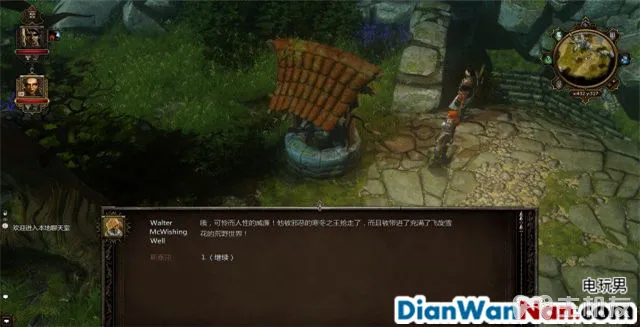 x:432 y:327
欢迎进入本地聊天室
Walter
McWishing
Well
哦，可怜而人性的威廉！他被邪恶的寒冬之王抢走了，而且被带进了充满了飞旋雪
花的荒野世界！
1.（继续）
电玩男
DianWanNan.com